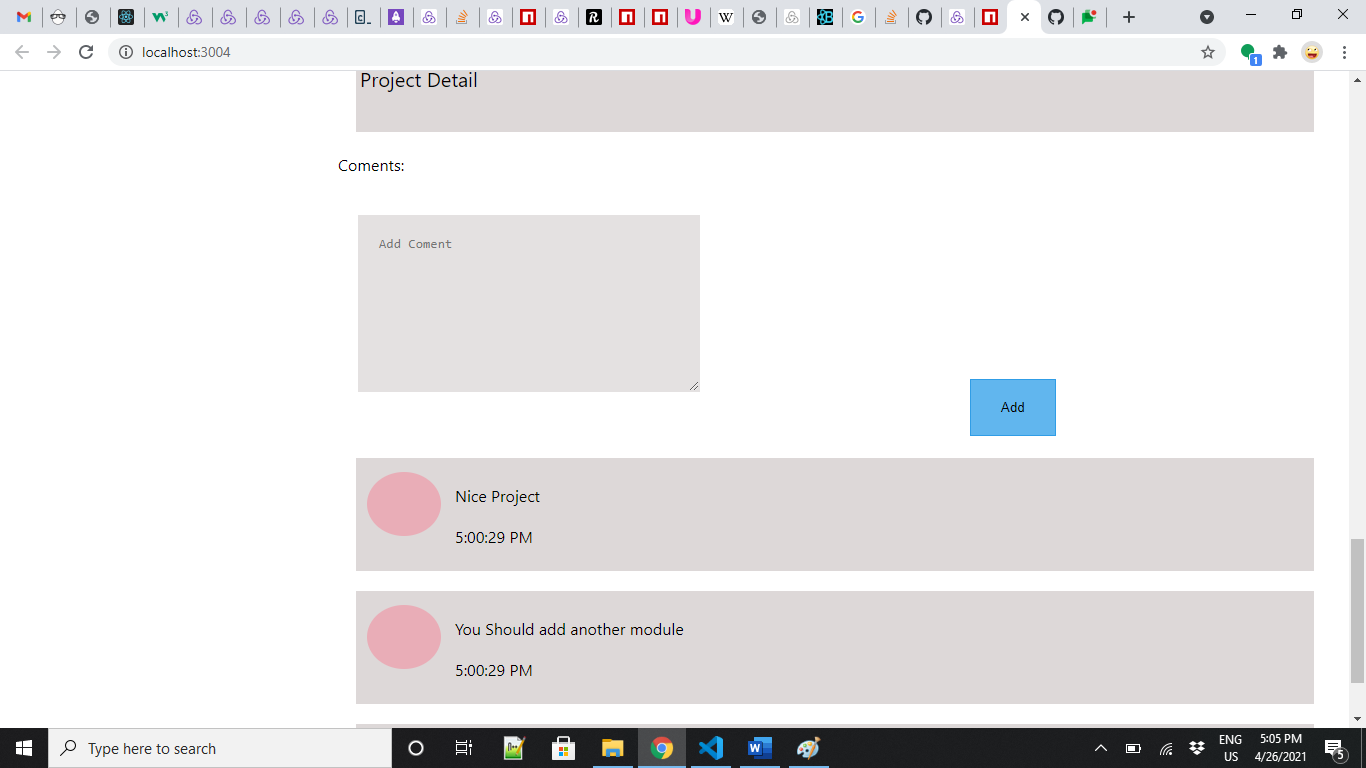 localhost:3004
1
Project Detail
Coments:
Add Coment
Add
Nice Project
5:00:29 PM
You Should add another module
5:00:29 PM
Type here to search
ENG
US
5:05 PM
4/26/2021
5